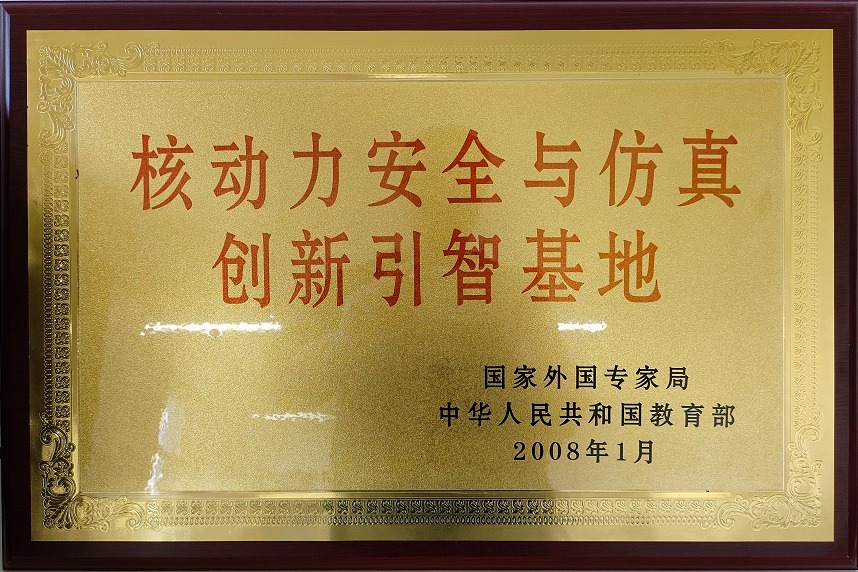 核动力安全与仿真
创新引智基地
国家外国专家局
中华人民共和国教育部
2008年1月